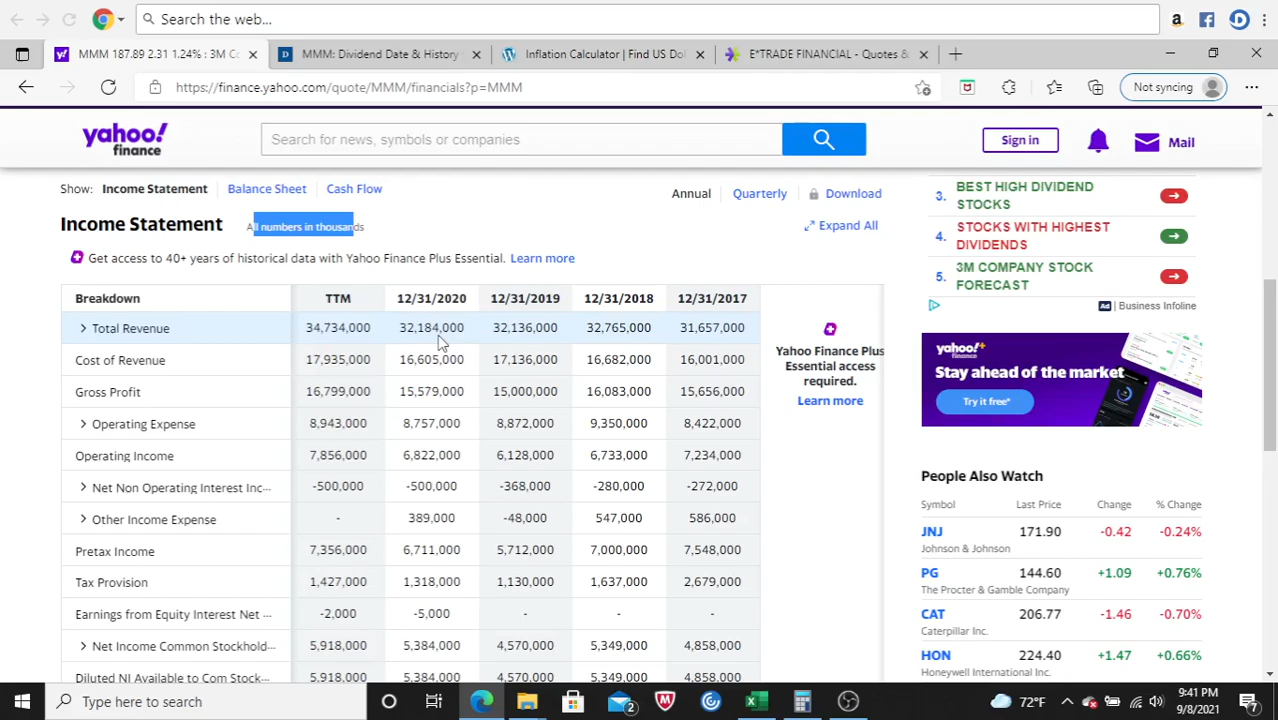 Search the web...
MMM 187.89 2.31 1.24% : 3M Co
MMM: Dividend Date & History
Inflation Calculator | Find US Dol
E*TRADE FINANCIAL - Quotes &
https://finance.yahoo.com/quote/MMM/financials?p=MMM
Not syncing
yahoo!
finance
Search for news, symbols or companies
Sign in
Mail
Show: Income Statement Balance Sheet Cash Flow
Annual Quarterly Download
Income Statement All numbers in thousands
Expand All
Get access to 40+ years of historical data with Yahoo Finance Plus Essential. Learn more
Breakdown TTM 12/31/2020 12/31/2019 12/31/2018 12/31/2017
Total Revenue 34,734,000 32,184,000 32,136,000 32,765,000 31,657,000
Cost of Revenue 17,935,000 16,605,000 17,136,000 16,682,000 16,001,000
Gross Profit 16,799,000 15,579,000 15,000,000 16,083,000 15,656,000
Operating Expense 8,943,000 8,757,000 8,872,000 9,350,000 8,422,000
Operating Income 7,856,000 6,822,000 6,128,000 6,733,000 7,234,000
Net Non Operating Interest Inc... -500,000 -500,000 -368,000 -280,000 -272,000
Other Income Expense - 389,000 -48,000 547,000 586,000
Pretax Income 7,356,000 6,711,000 5,712,000 7,000,000 7,548,000
Tax Provision 1,427,000 1,318,000 1,130,000 1,637,000 2,679,000
Earnings from Equity Interest Net ... -2,000 -5,000 - - -
Net Income Common Stockhold... 5,918,000 5,384,000 4,570,000 5,349,000 4,858,000
Diluted NI Available to Com Stock... 5,918,000 5,384,000 4,570,000 5,349,000 4,858,000
Yahoo Finance Plus
Essential access
required.
Learn more
3. BEST HIGH DIVIDEND
STOCKS
4. STOCKS WITH HIGHEST
DIVIDENDS
5. 3M COMPANY STOCK
FORECAST
Ad | Business Infoline
yahoo!
finance
Stay ahead of the market
Try it free*
People Also Watch
Symbol Last Price Change % Change
JNJ 171.90 -0.42 -0.24%
Johnson & Johnson
PG 144.60 +1.09 +0.76%
The Procter & Gamble Company
CAT 206.77 -1.46 -0.70%
Caterpillar Inc.
HON 224.40 +1.47 +0.66%
Honeywell International Inc.
Type here to search
2
72°F
9:41 PM
9/8/2021
7